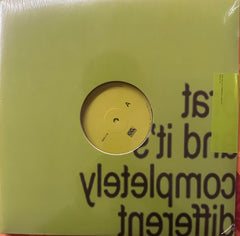 rat
and it's
completely
different
A